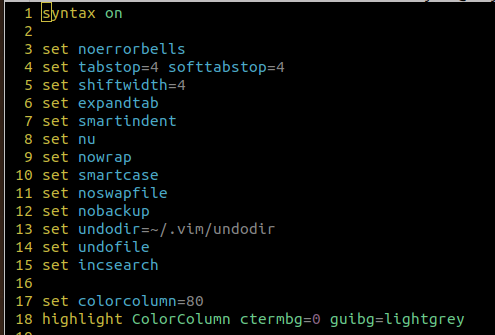 1 syntax on
2
3 set noerrorbells
4 set tabstop=4 softtabstop=4
5 set shiftwidth=4
6 set expandtab
7 set smartindent
8 set nu
9 set nowrap
10 set smartcase
11 set noswapfile
12 set nobackup
13 set undodir=~/.vim/undodir
14 set undofile
15 set incsearch
16
17 set colorcolumn=80
18 highlight ColorColumn ctermbg=0 guibg=lightgrey